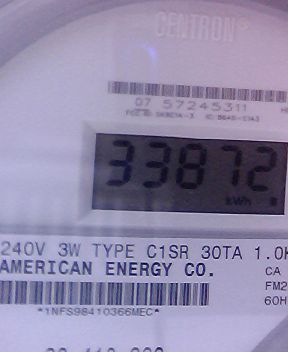 CENTRON®
07 57245311
33872
kWh
240V 3W TYPE C1SR 30TA 1.0K
AMERICAN ENERGY CO.
CA
FM2
60H
*1NFS98410366MEC*